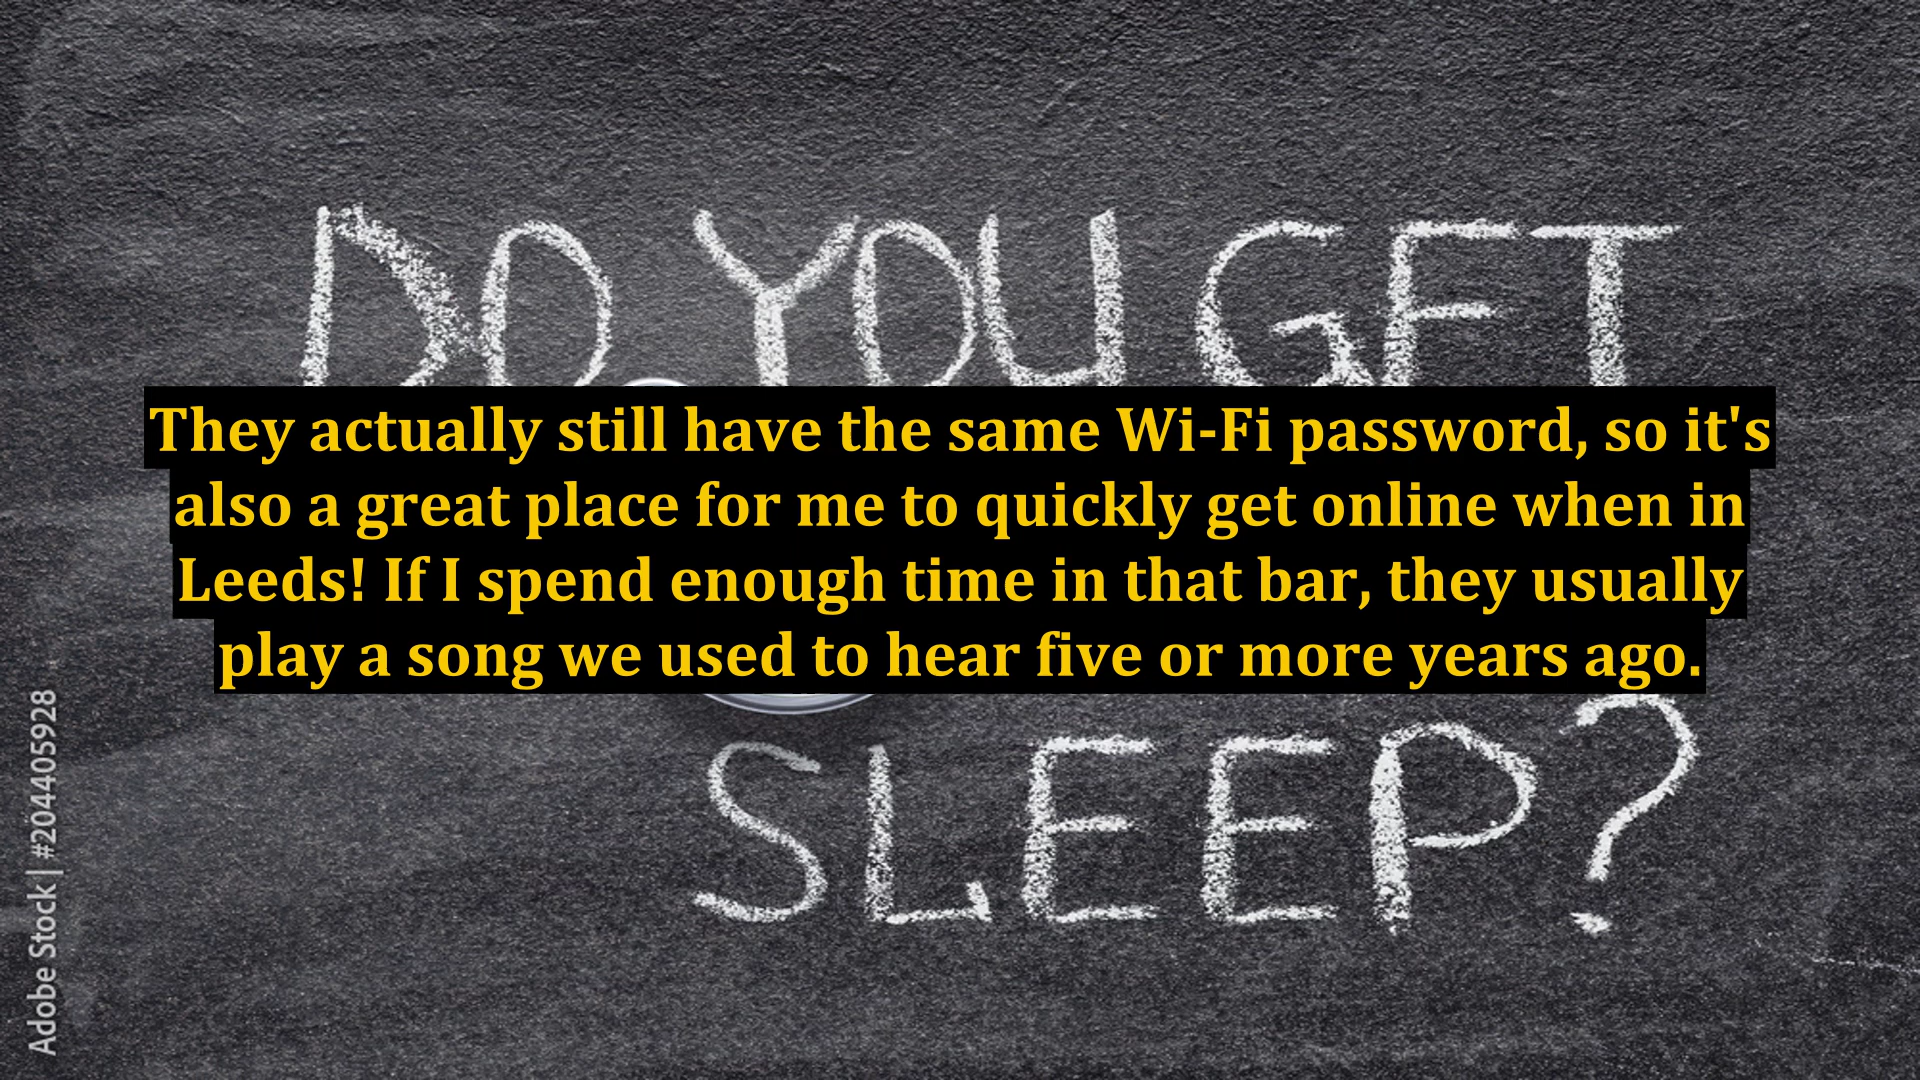 DO YOU GET
They actually still have the same Wi-Fi password, so it's
also a great place for me to quickly get online when in
Leeds! If I spend enough time in that bar, they usually
play a song we used to hear five or more years ago.
SLEEP?
Adobe Stock | #204405928